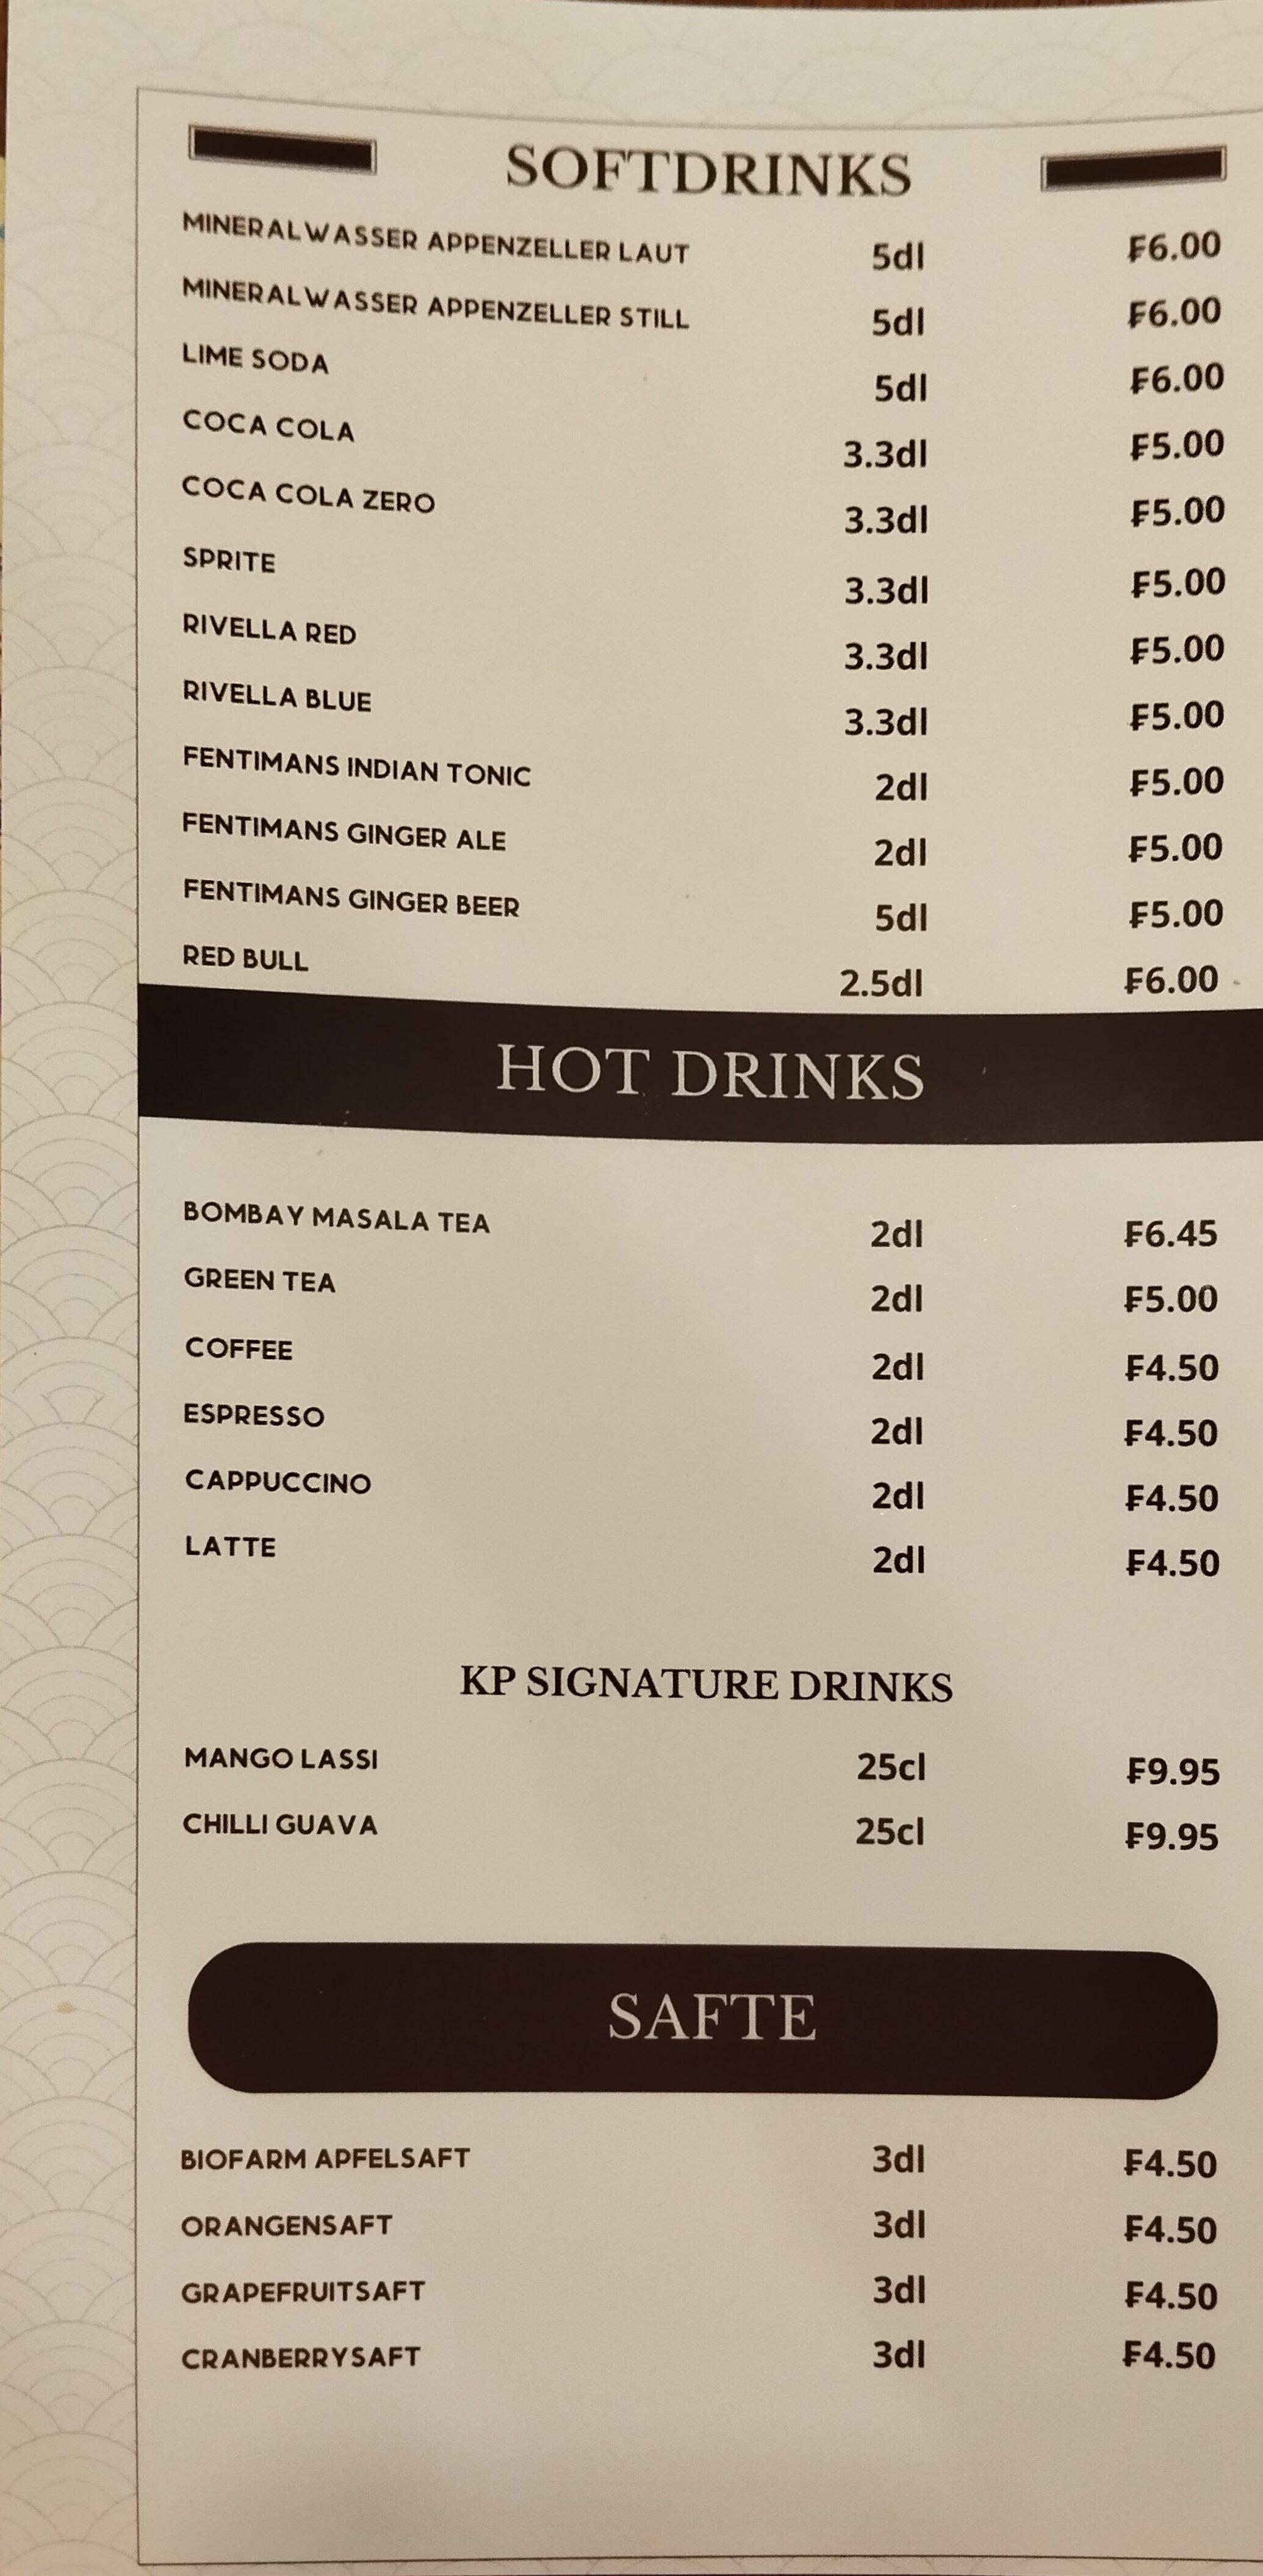 SOFTDRINKS
MINERALWASSER APPENZELLER LAUT 5dl ₣6.00
MINERALWASSER APPENZELLER STILL 5dl ₣6.00
LIME SODA 5dl ₣6.00
COCA COLA 3.3dl ₣5.00
COCA COLA ZERO 3.3dl ₣5.00
SPRITE 3.3dl ₣5.00
RIVELLA RED 3.3dl ₣5.00
RIVELLA BLUE 3.3dl ₣5.00
FENTIMANS INDIAN TONIC 2dl ₣5.00
FENTIMANS GINGER ALE 2dl ₣5.00
FENTIMANS GINGER BEER 5dl ₣5.00
RED BULL 2.5dl ₣6.00
HOT DRINKS
BOMBAY MASALA TEA 2dl ₣6.45
GREEN TEA 2dl ₣5.00
COFFEE 2dl ₣4.50
ESPRESSO 2dl ₣4.50
CAPPUCCINO 2dl ₣4.50
LATTE 2dl ₣4.50
KP SIGNATURE DRINKS
MANGO LASSI 25cl ₣9.95
CHILLI GUAVA 25cl ₣9.95
SAFTE
BIOFARM APFELSAFT 3dl ₣4.50
ORANGENSAFT 3dl ₣4.50
GRAPEFRUITSAFT 3dl ₣4.50
CRANBERRYSAFT 3dl ₣4.50